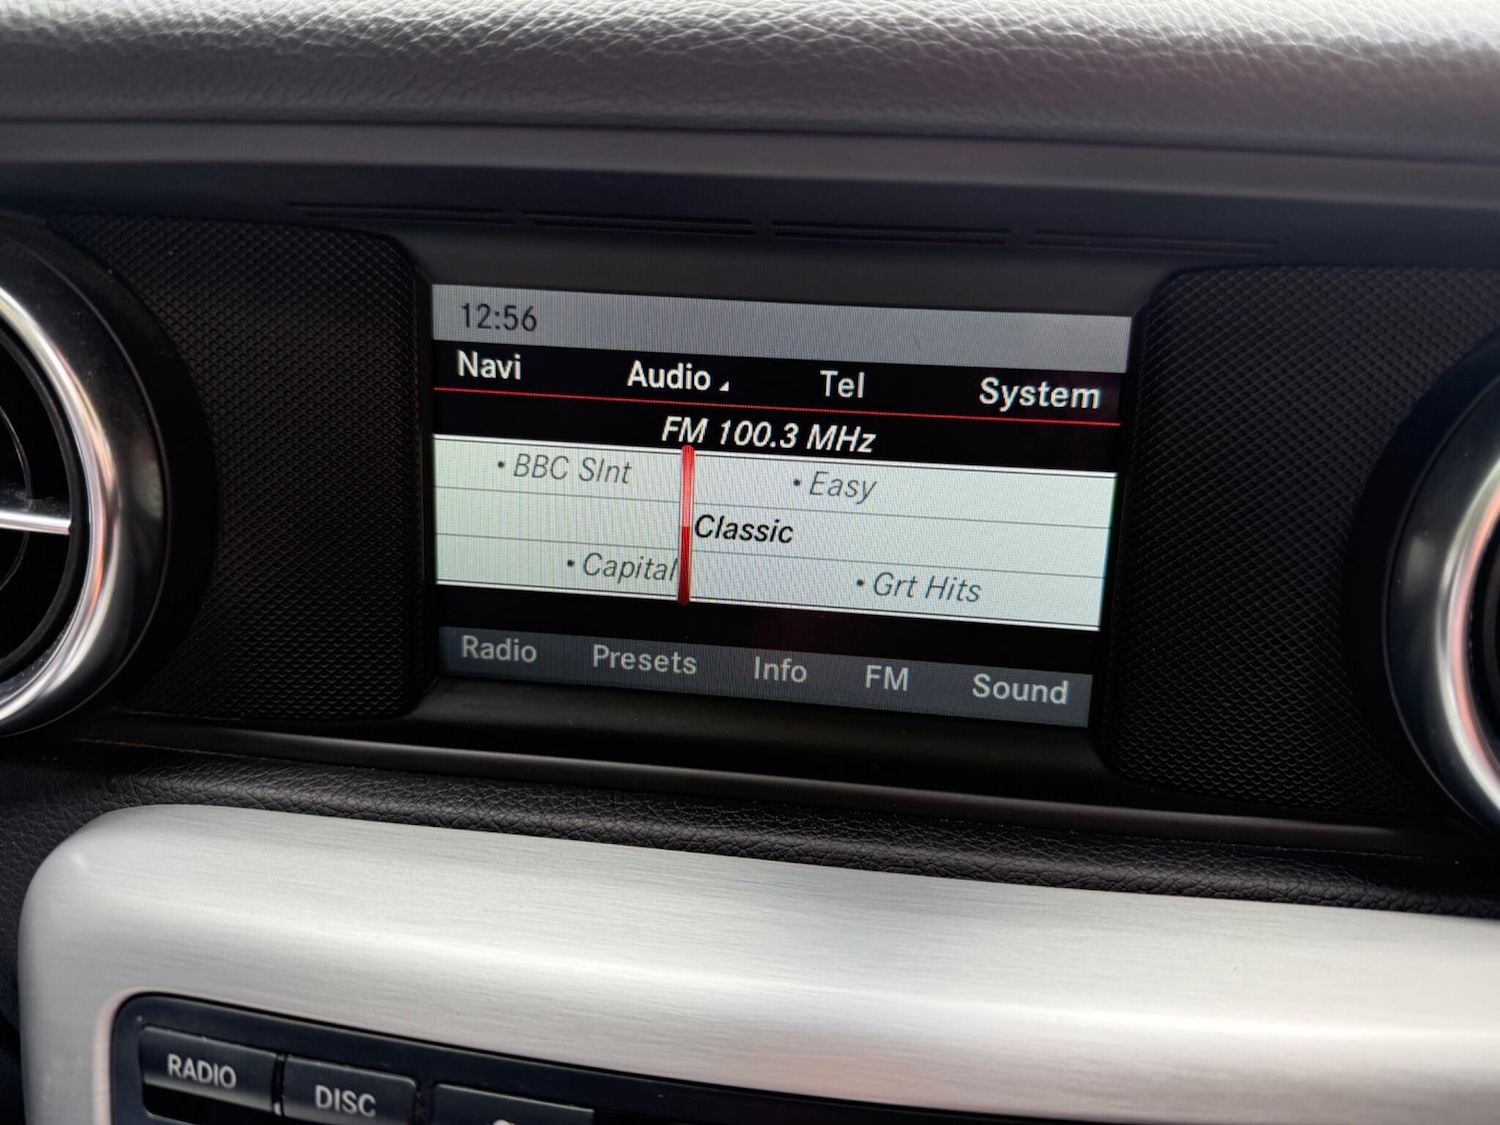 12:56
Navi Audio Tel System
FM 100.3 MHz
• BBC Slnt • Easy
Classic
• Capital • Grt Hits
Radio Presets Info FM Sound
RADIO DISC